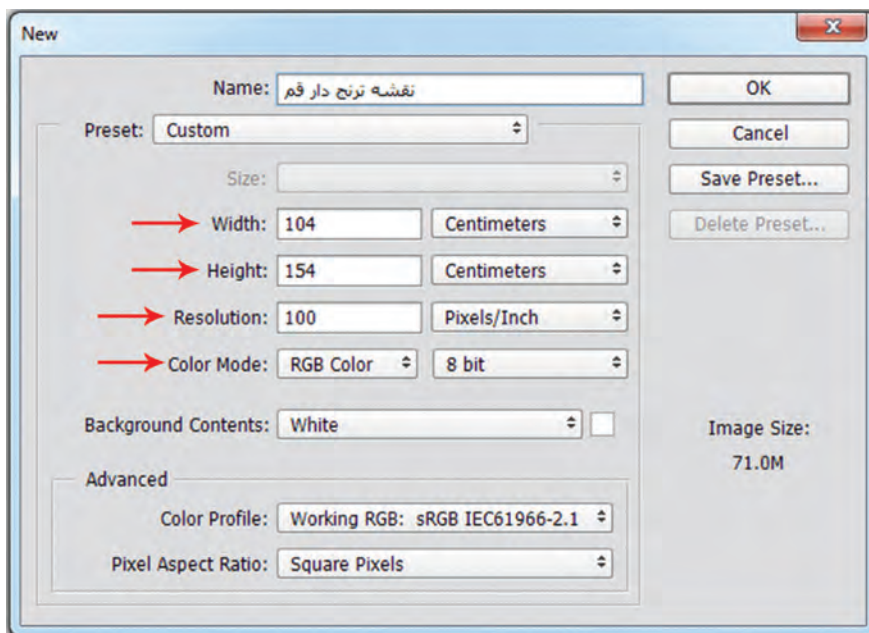 New
Name: نقشه ترنج دار قم
OK
Preset: Custom
Cancel
Size:
Save Preset...
Width: 104 Centimeters
Delete Preset...
Height: 154 Centimeters
Resolution: 100 Pixels/Inch
Color Mode: RGB Color 8 bit
Background Contents: White
Image Size:
71.0M
Advanced
Color Profile: Working RGB: sRGB IEC61966-2.1
Pixel Aspect Ratio: Square Pixels